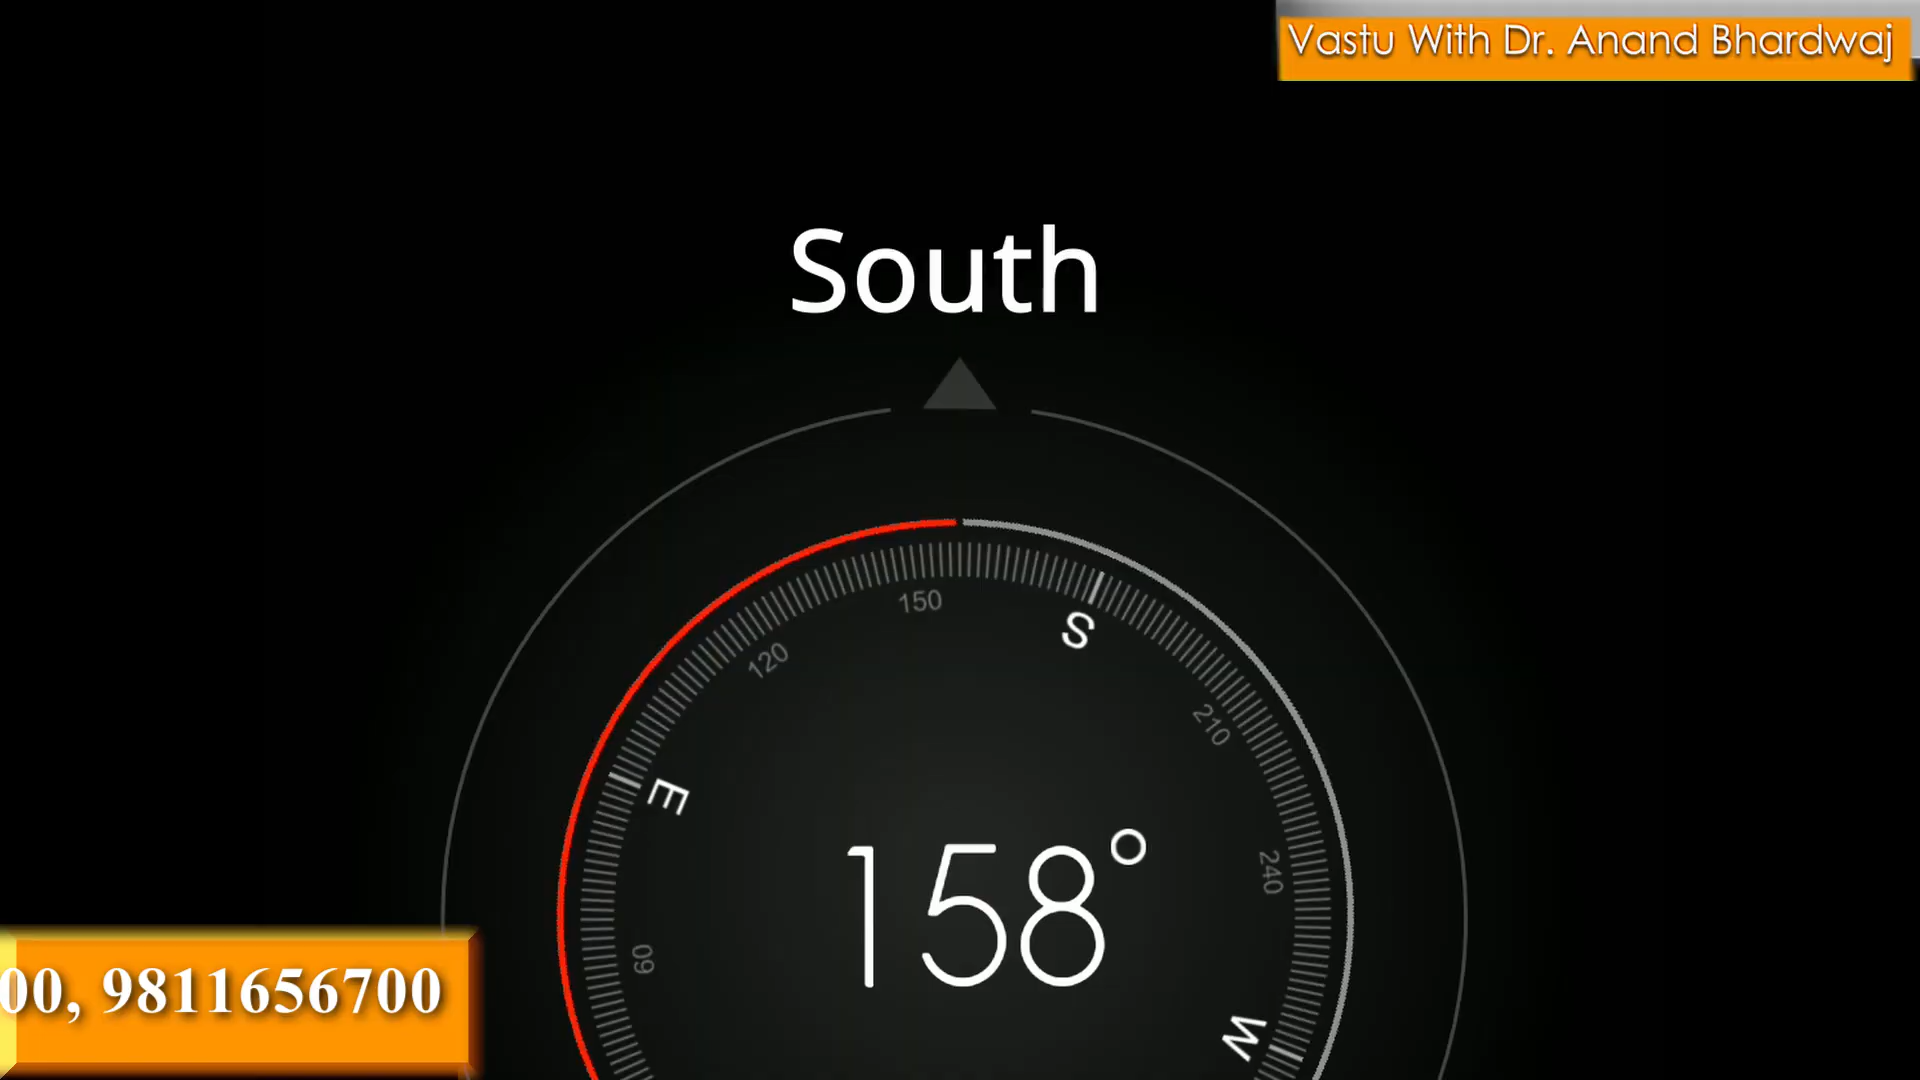 Vastu With Dr. Anand Bhardwaj
South
150
S
120
210
E
240
158°
60
W
00, 9811656700